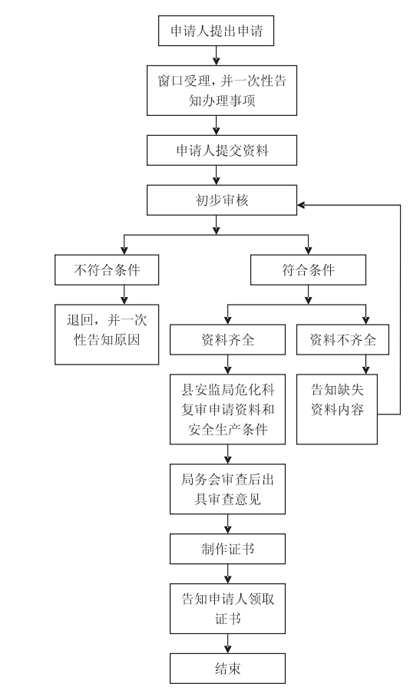 申请人提出申请
窗口受理，并一次性告
知办理事项
申请人提交资料
初步审核
不符合条件
符合条件
退回，并一次
性告知原因
资料齐全
资料不齐全
县安监局危化科
复审申请资料和
安全生产条件
告知缺失
资料内容
局务会审查后出
具审查意见
制作证书
告知申请人领取
证书
结束